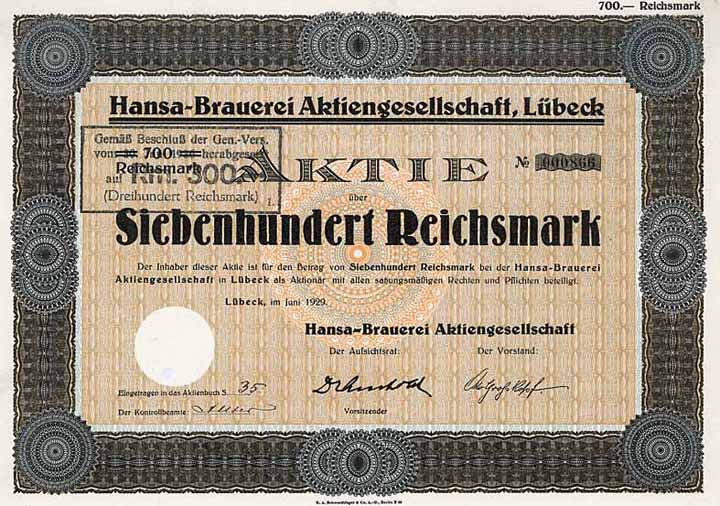 700.— Reichsmark
Hansa-Brauerei Aktiengesellschaft, Lübeck
Gemäß Beschluß der Gen.-Vers.
700
Reichsmark
auf RM. 300.-
(Dreihundert Reichsmark)
AKTIE
№ 000866
über
Siebenhundert Reichsmark
Der Inhaber dieser Aktie ist für den Betrag von Siebenhundert Reichsmark bei der Hansa-Brauerei
Aktiengesellschaft in Lübeck als Aktionär mit allen satzungsmäßigen Rechten und Pflichten beteiligt.
Lübeck, im Juni 1929.
Hansa-Brauerei Aktiengesellschaft
Der Aufsichtsrat: Der Vorstand:
Eingetragen in das Aktienbuch S. 35
Der Kontrollbeamte:
Vorsitzender